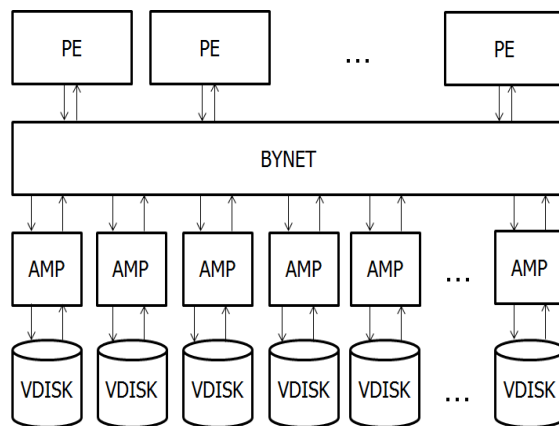 PE PE ... PE
BYNET
AMP AMP AMP AMP AMP ... AMP
VDISK VDISK VDISK VDISK VDISK ... VDISK